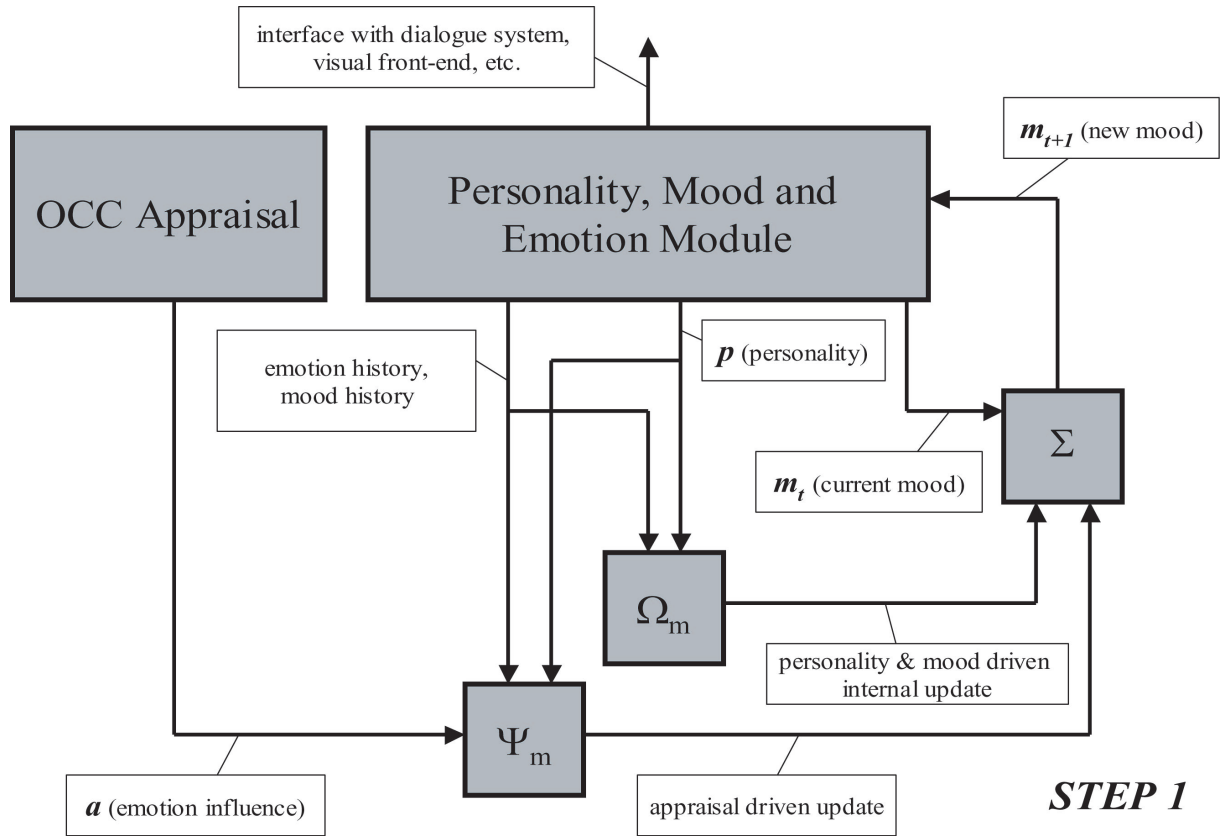 interface with dialogue system,
visual front-end, etc.
m_{t+1} (new mood)
OCC Appraisal
Personality, Mood and
Emotion Module
p (personality)
emotion history,
mood history
Σ
m_t (current mood)
Ω_m
personality & mood driven
internal update
Ψ_m
a (emotion influence)
appraisal driven update
STEP 1